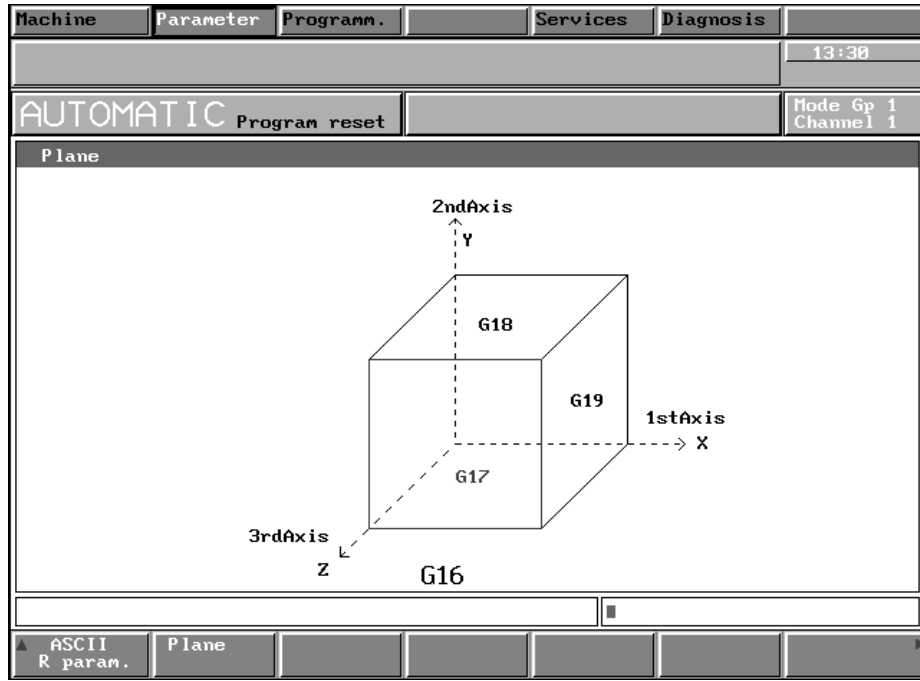 Machine Parameter Programm. Services Diagnosis
13:30
AUTOMATIC Program reset
Mode Gp 1
Channel 1
Plane
2ndAxis
Y
G18
G19
1stAxis
X
G17
3rdAxis
Z
G16
ASCII
R param.
Plane